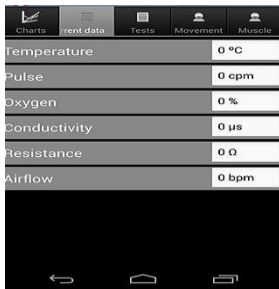 Charts rent data Tests Movement Muscle
Temperature 0 ºC
Pulse 0 cpm
Oxygen 0 %
Conductivity 0 µs
Resistance 0 Ω
Airflow 0 bpm